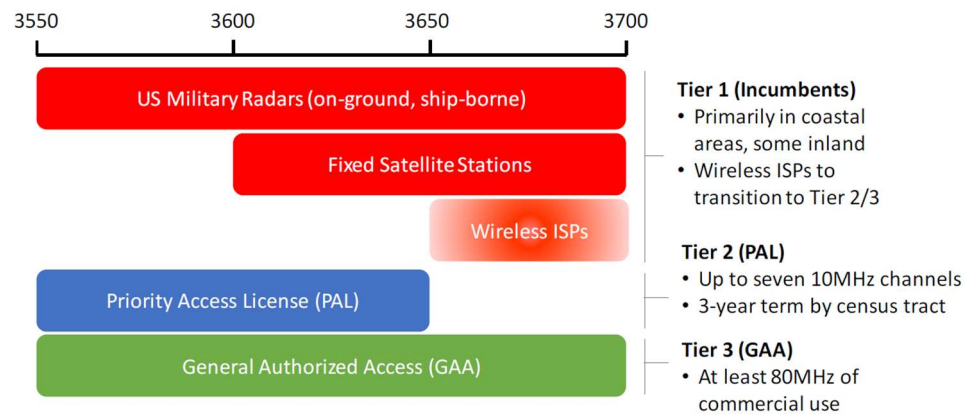 3550 3600 3650 3700
US Military Radars (on-ground, ship-borne)
Fixed Satellite Stations
Wireless ISPs
Priority Access License (PAL)
General Authorized Access (GAA)
Tier 1 (Incumbents)
• Primarily in coastal
areas, some inland
• Wireless ISPs to
transition to Tier 2/3
Tier 2 (PAL)
• Up to seven 10MHz channels
• 3-year term by census tract
Tier 3 (GAA)
• At least 80MHz of
commercial use